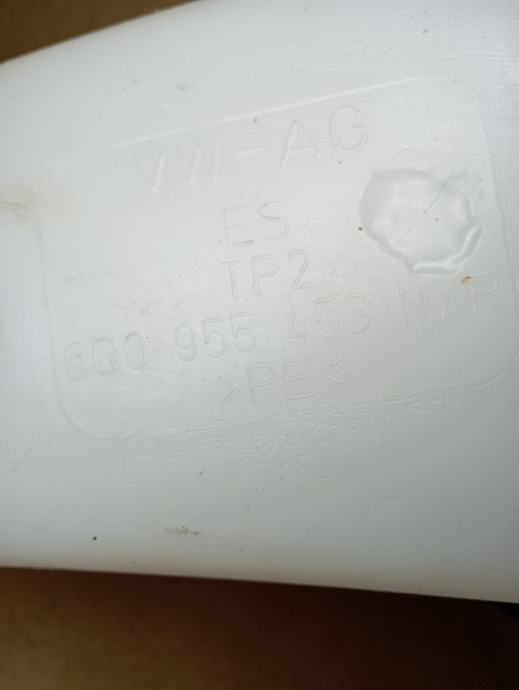 VW-AG
ES
TP2
6Q0 955 453 N/P
>PE<